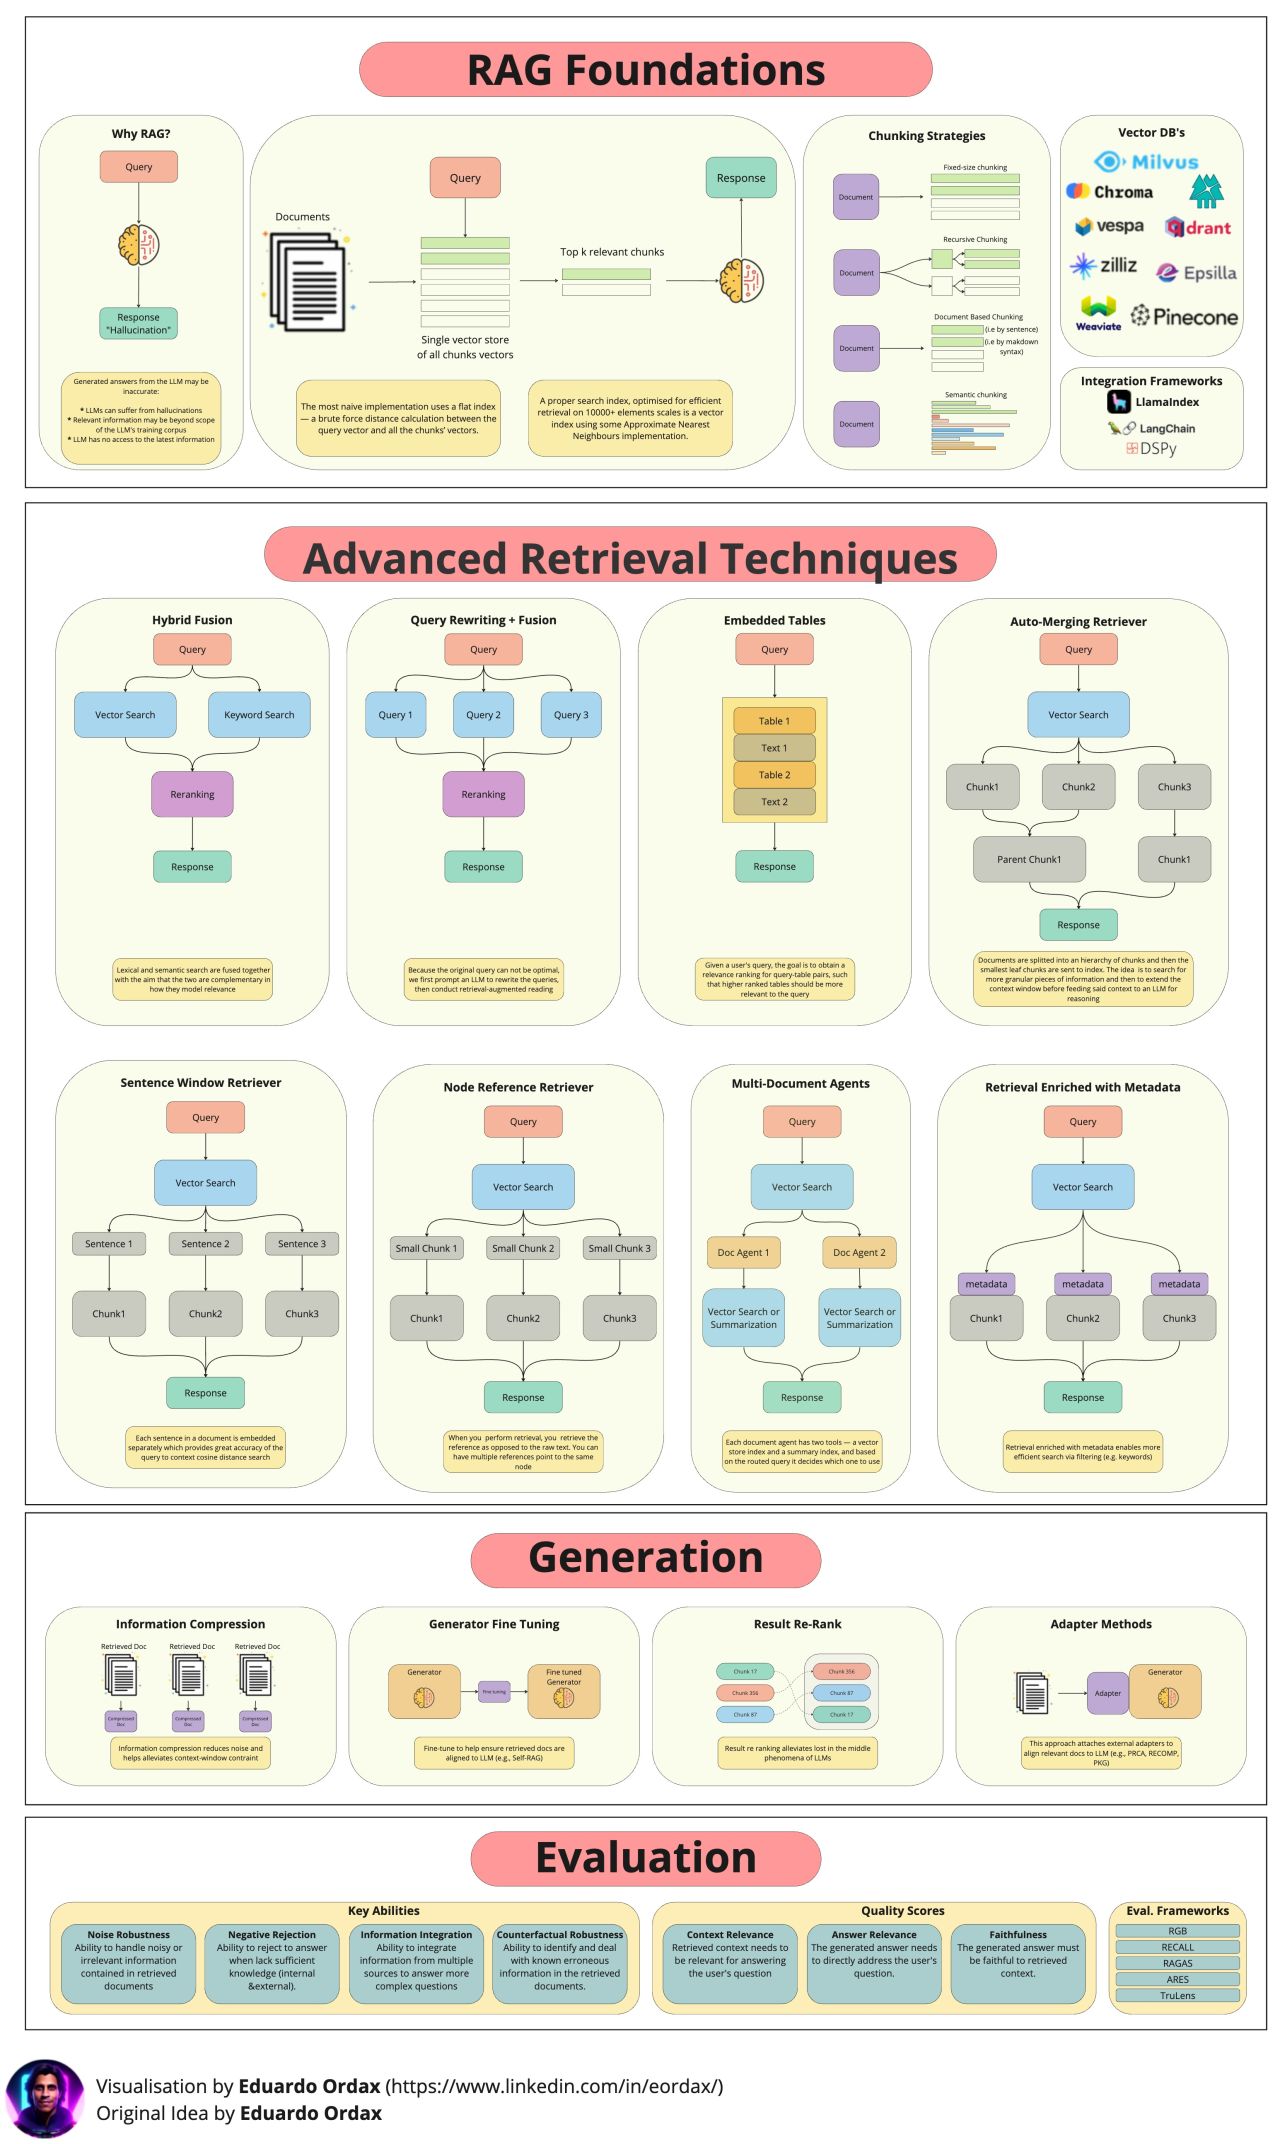 RAG Foundations
Why RAG?
Query
Response
"Hallucination"
Generated answers from the LLM may be
inaccurate:
* LLMs can suffer from hallucinations
* Relevant information may be beyond scope
of the LLM's training corpus
* LLM has no access to the latest information
Documents
Query
Single vector store
of all chunks vectors
Top k relevant chunks
Response
The most naive implementation uses a flat index
— a brute force distance calculation between the
query vector and all the chunks’ vectors.
A proper search index, optimised for efficient
retrieval on 10000+ elements scales is a vector
index using some Approximate Nearest
Neighbours implementation.
Chunking Strategies
Fixed-size chunking
Document
Recursive Chunking
Document
Document Based Chunking
(i.e by sentence)
(i.e by makdown
syntax)
Document
Semantic chunking
Document
Vector DB's
Milvus
Chroma
vespa
drant
zilliz
Epsilla
Weaviate
Pinecone
Integration Frameworks
LlamaIndex
LangChain
DSPy
Advanced Retrieval Techniques
Hybrid Fusion
Query
Vector Search
Keyword Search
Reranking
Response
Lexical and semantic search are fused together
with the aim that the two are complementary in
how they model relevance
Query Rewriting + Fusion
Query
Query 1
Query 2
Query 3
Reranking
Response
Because the original query can not be optimal,
we first prompt an LLM to rewrite the queries,
then conduct retrieval-augmented reading
Embedded Tables
Query
Table 1
Text 1
Table 2
Text 2
Response
Given a user's query, the goal is to obtain a
relevance ranking for query-table pairs, such
that higher ranked tables should be more
relevant to the query
Auto-Merging Retriever
Query
Vector Search
Chunk1
Chunk2
Chunk3
Parent Chunk1
Chunk1
Response
Documents are splitted into an hierarchy of chunks and then the
smallest leaf chunks are sent to index. The idea is to search for
more granular pieces of information and then to extend the
context window before feeding said context to an LLM for
reasoning
Sentence Window Retriever
Query
Vector Search
Sentence 1
Sentence 2
Sentence 3
Chunk1
Chunk2
Chunk3
Response
Each sentence in a document is embedded
separately which provides great accuracy of the
query to context cosine distance search
Node Reference Retriever
Query
Vector Search
Small Chunk 1
Small Chunk 2
Small Chunk 3
Chunk1
Chunk2
Chunk3
Response
When you perform retrieval, you retrieve the
reference as opposed to the raw text. You can
have multiple references point to the same
node
Multi-Document Agents
Query
Vector Search
Doc Agent 1
Doc Agent 2
Vector Search or
Summarization
Vector Search or
Summarization
Response
Each document agent has two tools — a vector
store index and a summary index, and based
on the routed query it decides which one to use
Retrieval Enriched with Metadata
Query
Vector Search
metadata
metadata
metadata
Chunk1
Chunk2
Chunk3
Response
Retrieval enriched with metadata enables more
efficient search via filtering (e.g. keywords)
Generation
Information Compression
Retrieved Doc
Retrieved Doc
Retrieved Doc
Compressed
Doc
Compressed
Doc
Compressed
Doc
Information compression reduces noise and
helps alleviates context-window contraint
Generator Fine Tuning
Generator
Fine tuning
Fine tuned
Generator
Fine-tune to help ensure retrieved docs are
aligned to LLM (e.g., Self-RAG)
Result Re-Rank
Chunk 17
Chunk 356
Chunk 87
Chunk 356
Chunk 87
Chunk 17
Result re ranking alleviates lost in the middle
phenomena of LLMs
Adapter Methods
Adapter
Generator
This approach attaches external adapters to
align relevant docs to LLM (e.g., PRCA, RECOMP,
PKG)
Evaluation
Key Abilities
Noise Robustness
Ability to handle noisy or
irrelevant information
contained in retrieved
documents
Negative Rejection
Ability to reject to answer
when lack sufficient
knowledge (internal
&external).
Information Integration
Ability to integrate
information from multiple
sources to answer more
complex questions
Counterfactual Robustness
Ability to identify and deal
with known erroneous
information in the retrieved
documents.
Quality Scores
Context Relevance
Retrieved context needs to
be relevant for answering
the user's question
Answer Relevance
The generated answer needs
to directly address the user's
question.
Faithfulness
The generated answer must
be faithful to retrieved
context.
Eval. Frameworks
RGB
RECALL
RAGAS
ARES
TruLens
Visualisation by Eduardo Ordax (https://www.linkedin.com/in/eordax/)
Original Idea by Eduardo Ordax